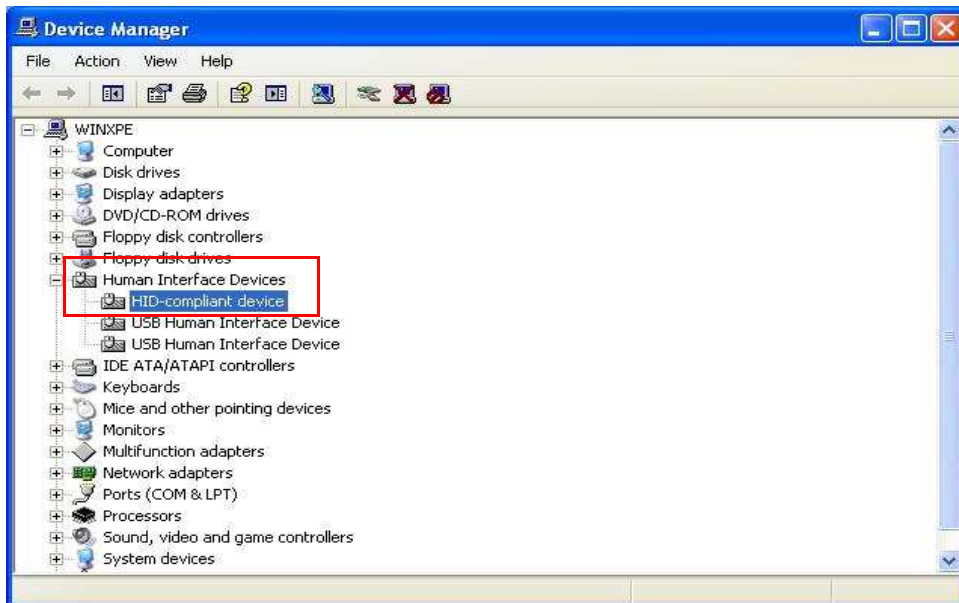 Device Manager
File Action View Help
WINXPE
Computer
Disk drives
Display adapters
DVD/CD-ROM drives
Floppy disk controllers
Floppy disk drives
Human Interface Devices
HID-compliant device
USB Human Interface Device
USB Human Interface Device
IDE ATA/ATAPI controllers
Keyboards
Mice and other pointing devices
Monitors
Multifunction adapters
Network adapters
Ports (COM & LPT)
Processors
Sound, video and game controllers
System devices